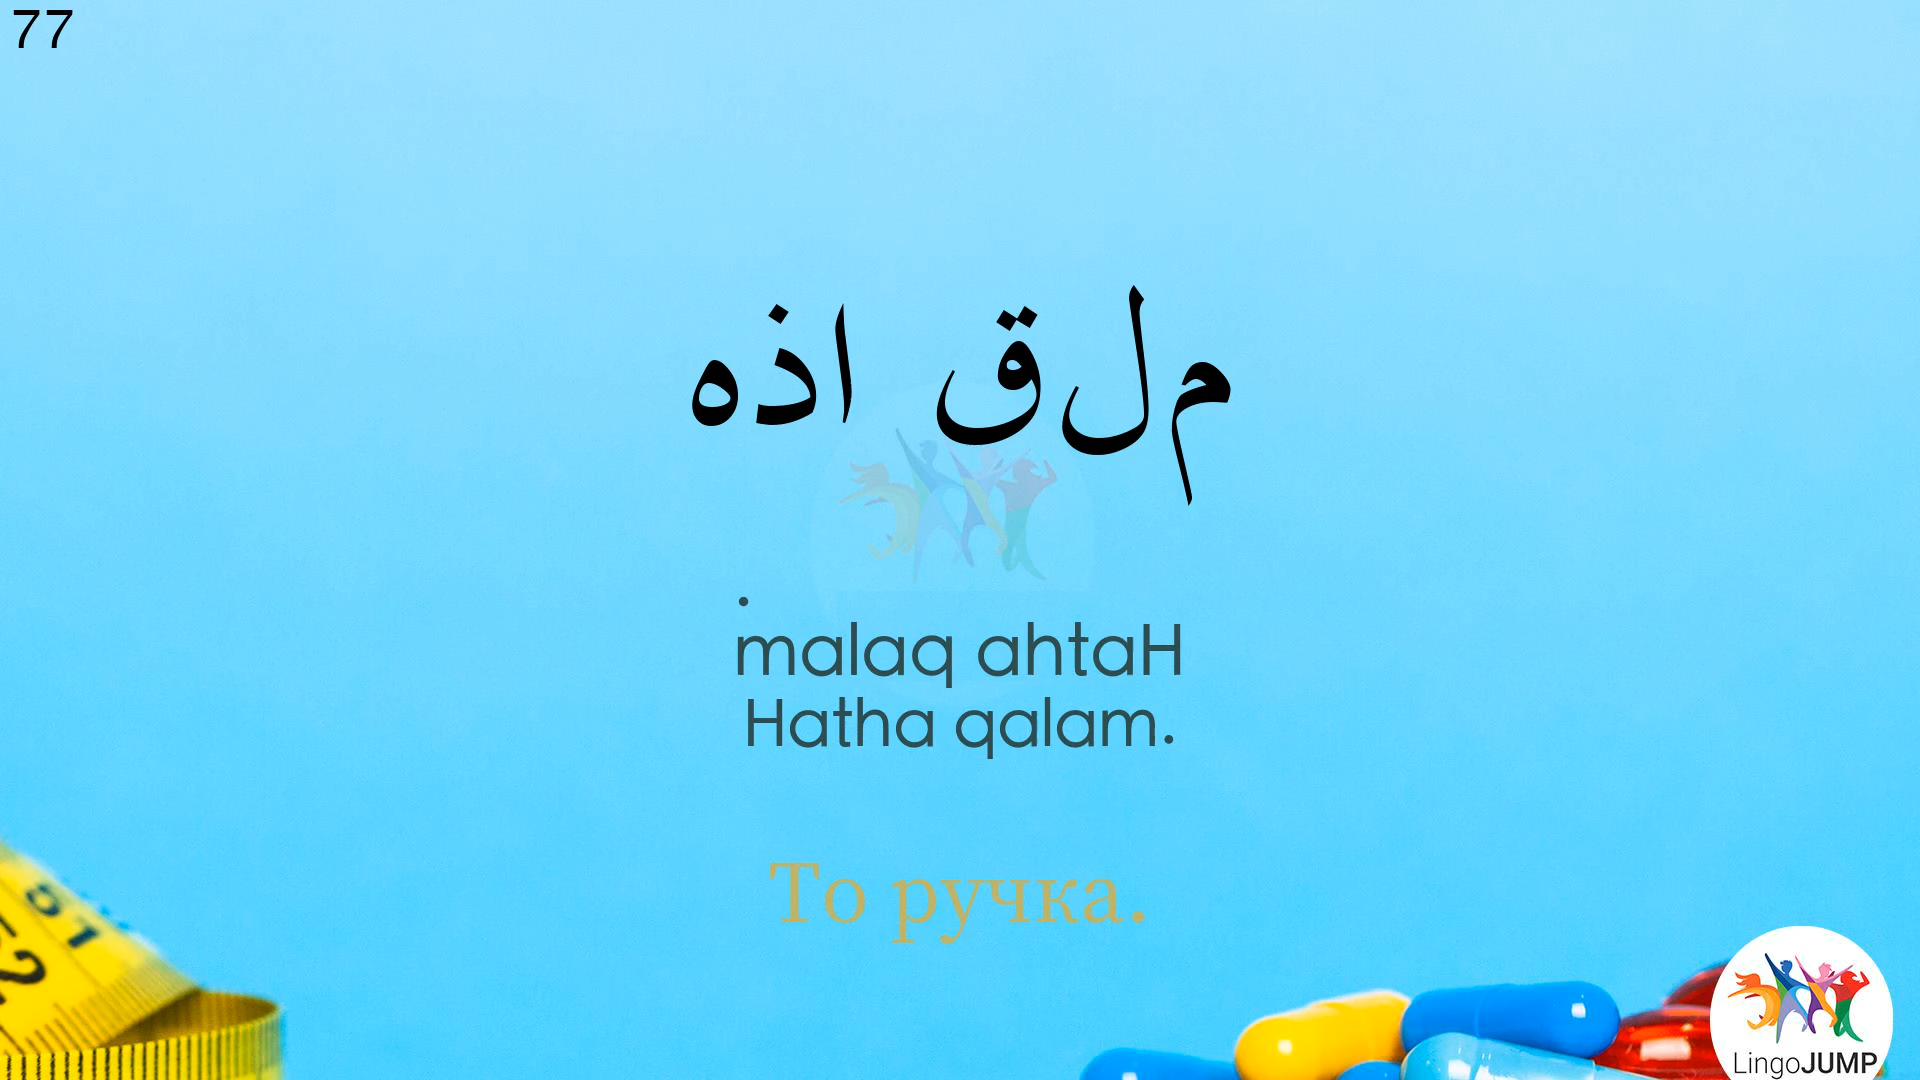 77
هذا قلم
.
malaq ahtaH
Hatha qalam.
То ручка.
LingoJUMP